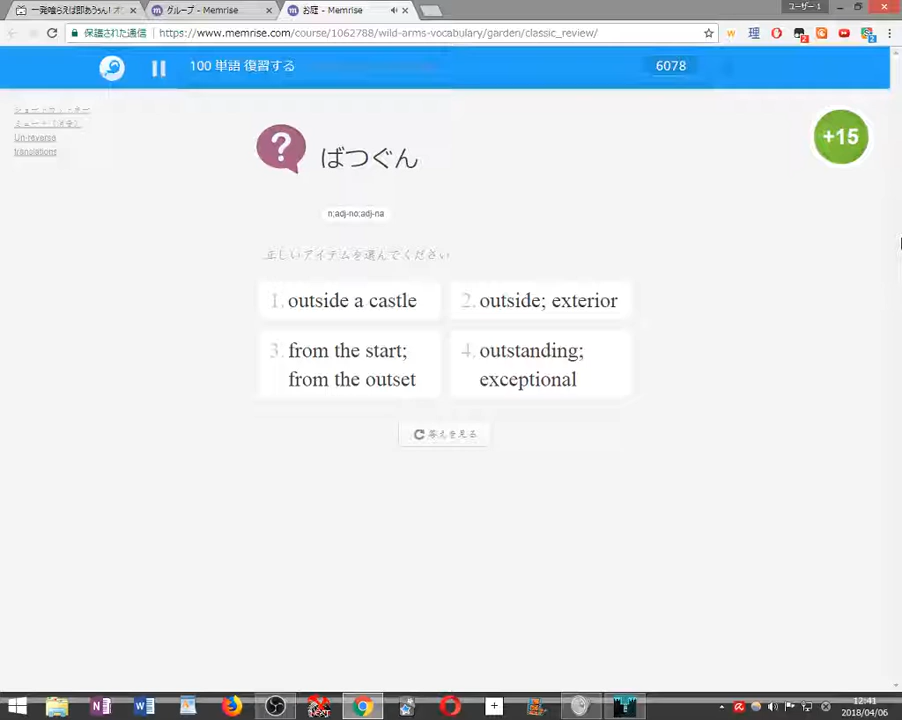 一発喰らえば即あうん! オ
グループ - Memrise
お庭 - Memrise
ユーザー 1
保護された通信
https://www.memrise.com/course/1062788/wild-arms-vocabulary/garden/classic_review/
100 単語 復習する
6078
Un-reverse
translations
+15
?
ばつぐん
n;adj-no;adj-na
正しいアイテムを選んでください
1. outside a castle
2. outside; exterior
3. from the start;
from the outset
4. outstanding;
exceptional
答えを見る
12:41
2018/04/06